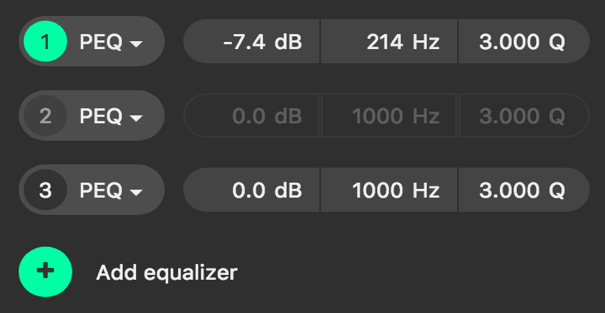 1 PEQ -7.4 dB 214 Hz 3.000 Q
2 PEQ 0.0 dB 1000 Hz 3.000 Q
3 PEQ 0.0 dB 1000 Hz 3.000 Q
+ Add equalizer